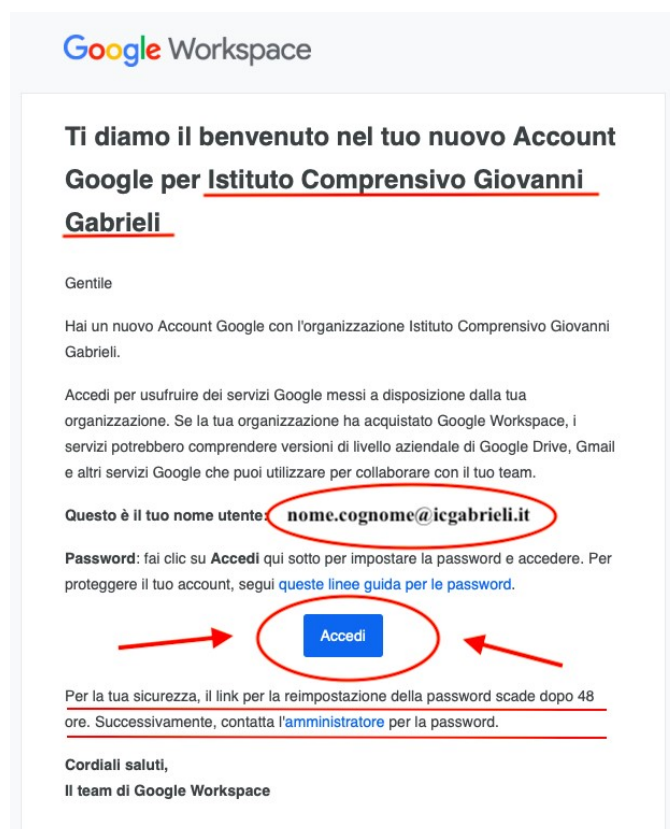 Google Workspace
Ti diamo il benvenuto nel tuo nuovo Account
Google per Istituto Comprensivo Giovanni
Gabrieli
Gentile
Hai un nuovo Account Google con l'organizzazione Istituto Comprensivo Giovanni
Gabrieli.
Accedi per usufruire dei servizi Google messi a disposizione dalla tua
organizzazione. Se la tua organizzazione ha acquistato Google Workspace, i
servizi potrebbero comprendere versioni di livello aziendale di Google Drive, Gmail
e altri servizi Google che puoi utilizzare per collaborare con il tuo team.
Questo è il tuo nome utente: nome.cognome@icgabrieli.it
Password: fai clic su Accedi qui sotto per impostare la password e accedere. Per
proteggere il tuo account, segui queste linee guida per le password.
Accedi
Per la tua sicurezza, il link per la reimpostazione della password scade dopo 48
ore. Successivamente, contatta l'amministratore per la password.
Cordiali saluti,
Il team di Google Workspace